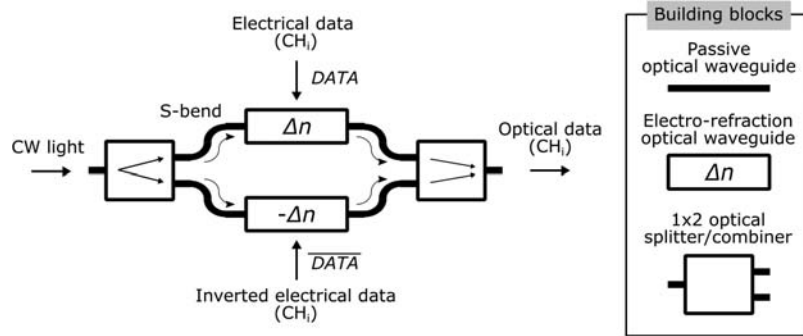 Electrical data
(CHi)
DATA
S-bend
Δn
CW light
Optical data
(CHi)
-Δn
DATA
Inverted electrical data
(CHi)
Building blocks
Passive
optical waveguide
Electro-refraction
optical waveguide
Δn
1x2 optical
splitter/combiner